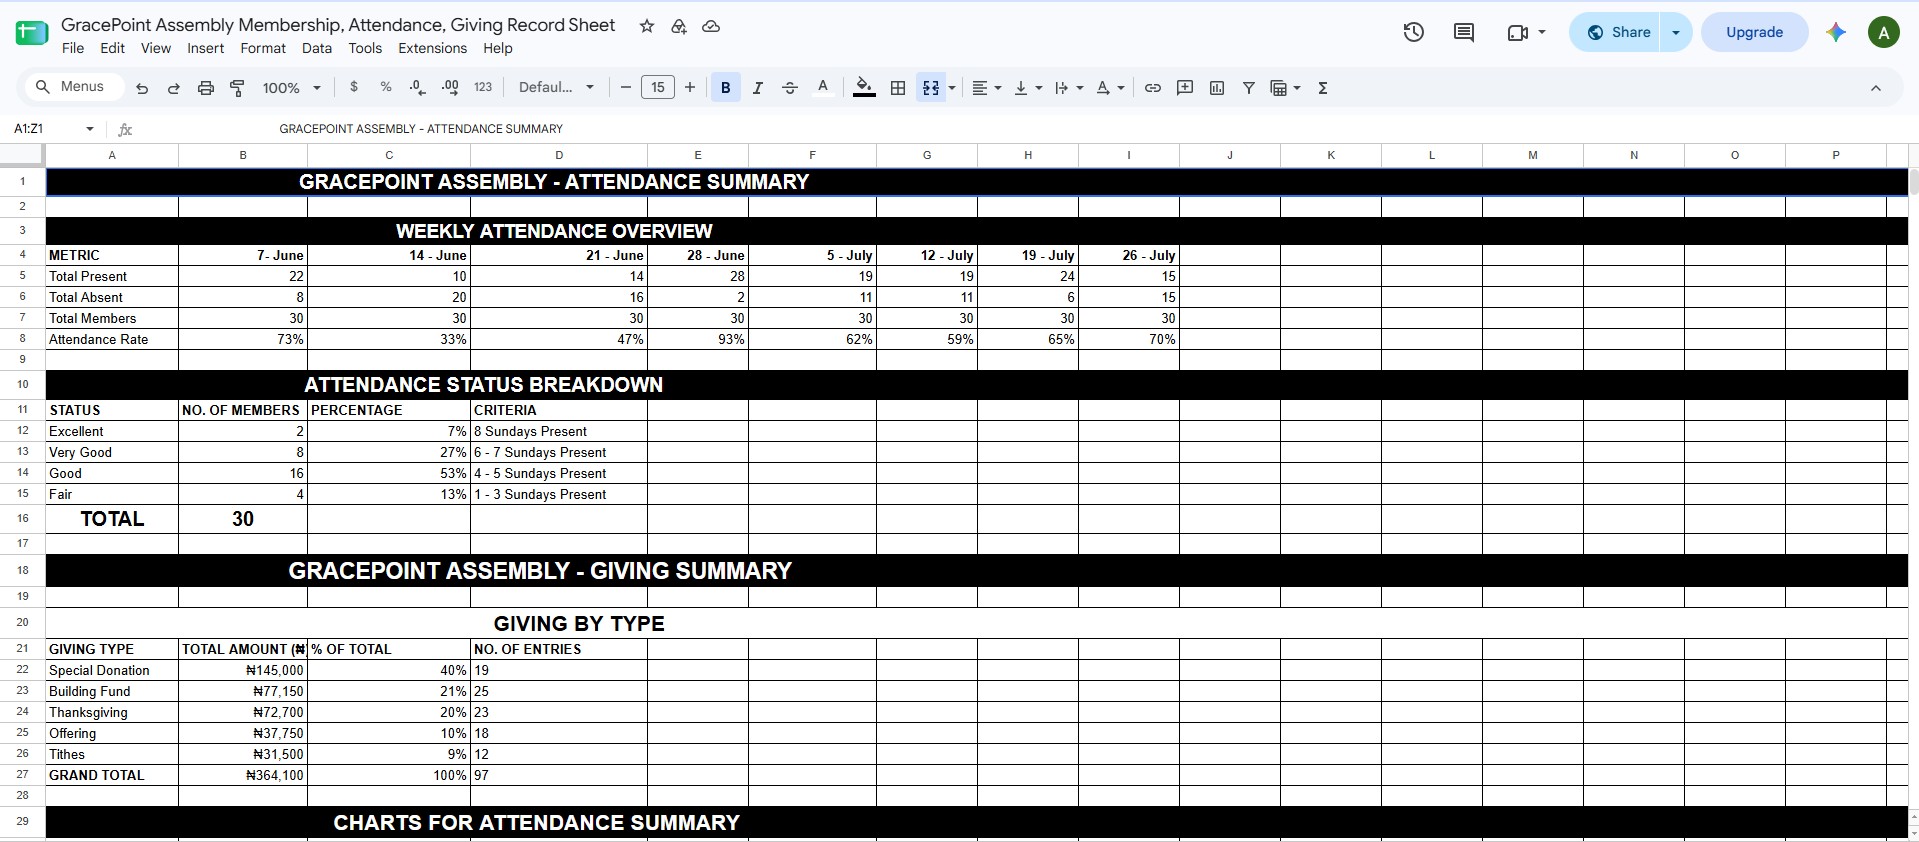 GracePoint Assembly Membership, Attendance, Giving Record Sheet
File Edit View Insert Format Data Tools Extensions Help
Share Upgrade A
Menus 100% $ % .0 .00 123 Defaul... − 15 + B I A
A1:Z1 fx GRACEPOINT ASSEMBLY - ATTENDANCE SUMMARY
A B C D E F G H I J K L M N O P
1 GRACEPOINT ASSEMBLY - ATTENDANCE SUMMARY
2
3 WEEKLY ATTENDANCE OVERVIEW
4 METRIC 7- June 14 - June 21 - June 28 - June 5 - July 12 - July 19 - July 26 - July
5 Total Present 22 10 14 28 19 19 24 15
6 Total Absent 8 20 16 2 11 11 6 15
7 Total Members 30 30 30 30 30 30 30 30
8 Attendance Rate 73% 33% 47% 93% 62% 59% 65% 70%
9
10 ATTENDANCE STATUS BREAKDOWN
11 STATUS NO. OF MEMBERS PERCENTAGE CRITERIA
12 Excellent 2 7% 8 Sundays Present
13 Very Good 8 27% 6 - 7 Sundays Present
14 Good 16 53% 4 - 5 Sundays Present
15 Fair 4 13% 1 - 3 Sundays Present
16 TOTAL 30
17
18 GRACEPOINT ASSEMBLY - GIVING SUMMARY
19
20 GIVING BY TYPE
21 GIVING TYPE TOTAL AMOUNT (₦ % OF TOTAL NO. OF ENTRIES
22 Special Donation ₦145,000 40% 19
23 Building Fund ₦77,150 21% 25
24 Thanksgiving ₦72,700 20% 23
25 Offering ₦37,750 10% 18
26 Tithes ₦31,500 9% 12
27 GRAND TOTAL ₦364,100 100% 97
28
29 CHARTS FOR ATTENDANCE SUMMARY